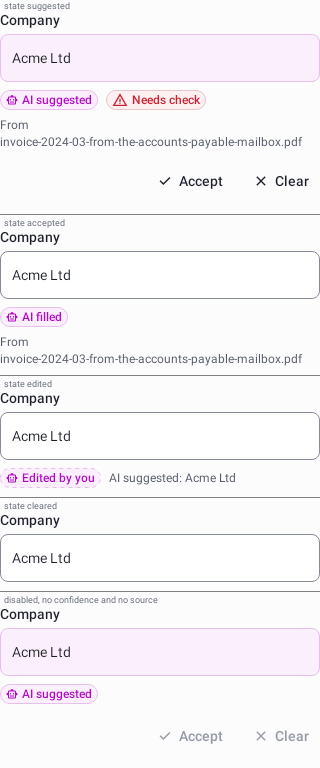 state suggested
Company
Acme Ltd
AI suggested Needs check
From
invoice-2024-03-from-the-accounts-payable-mailbox.pdf
Accept Clear
state accepted
Company
Acme Ltd
AI filled
From
invoice-2024-03-from-the-accounts-payable-mailbox.pdf
state edited
Company
Acme Ltd
Edited by you AI suggested: Acme Ltd
state cleared
Company
Acme Ltd
disabled, no confidence and no source
Company
Acme Ltd
AI suggested
Accept Clear